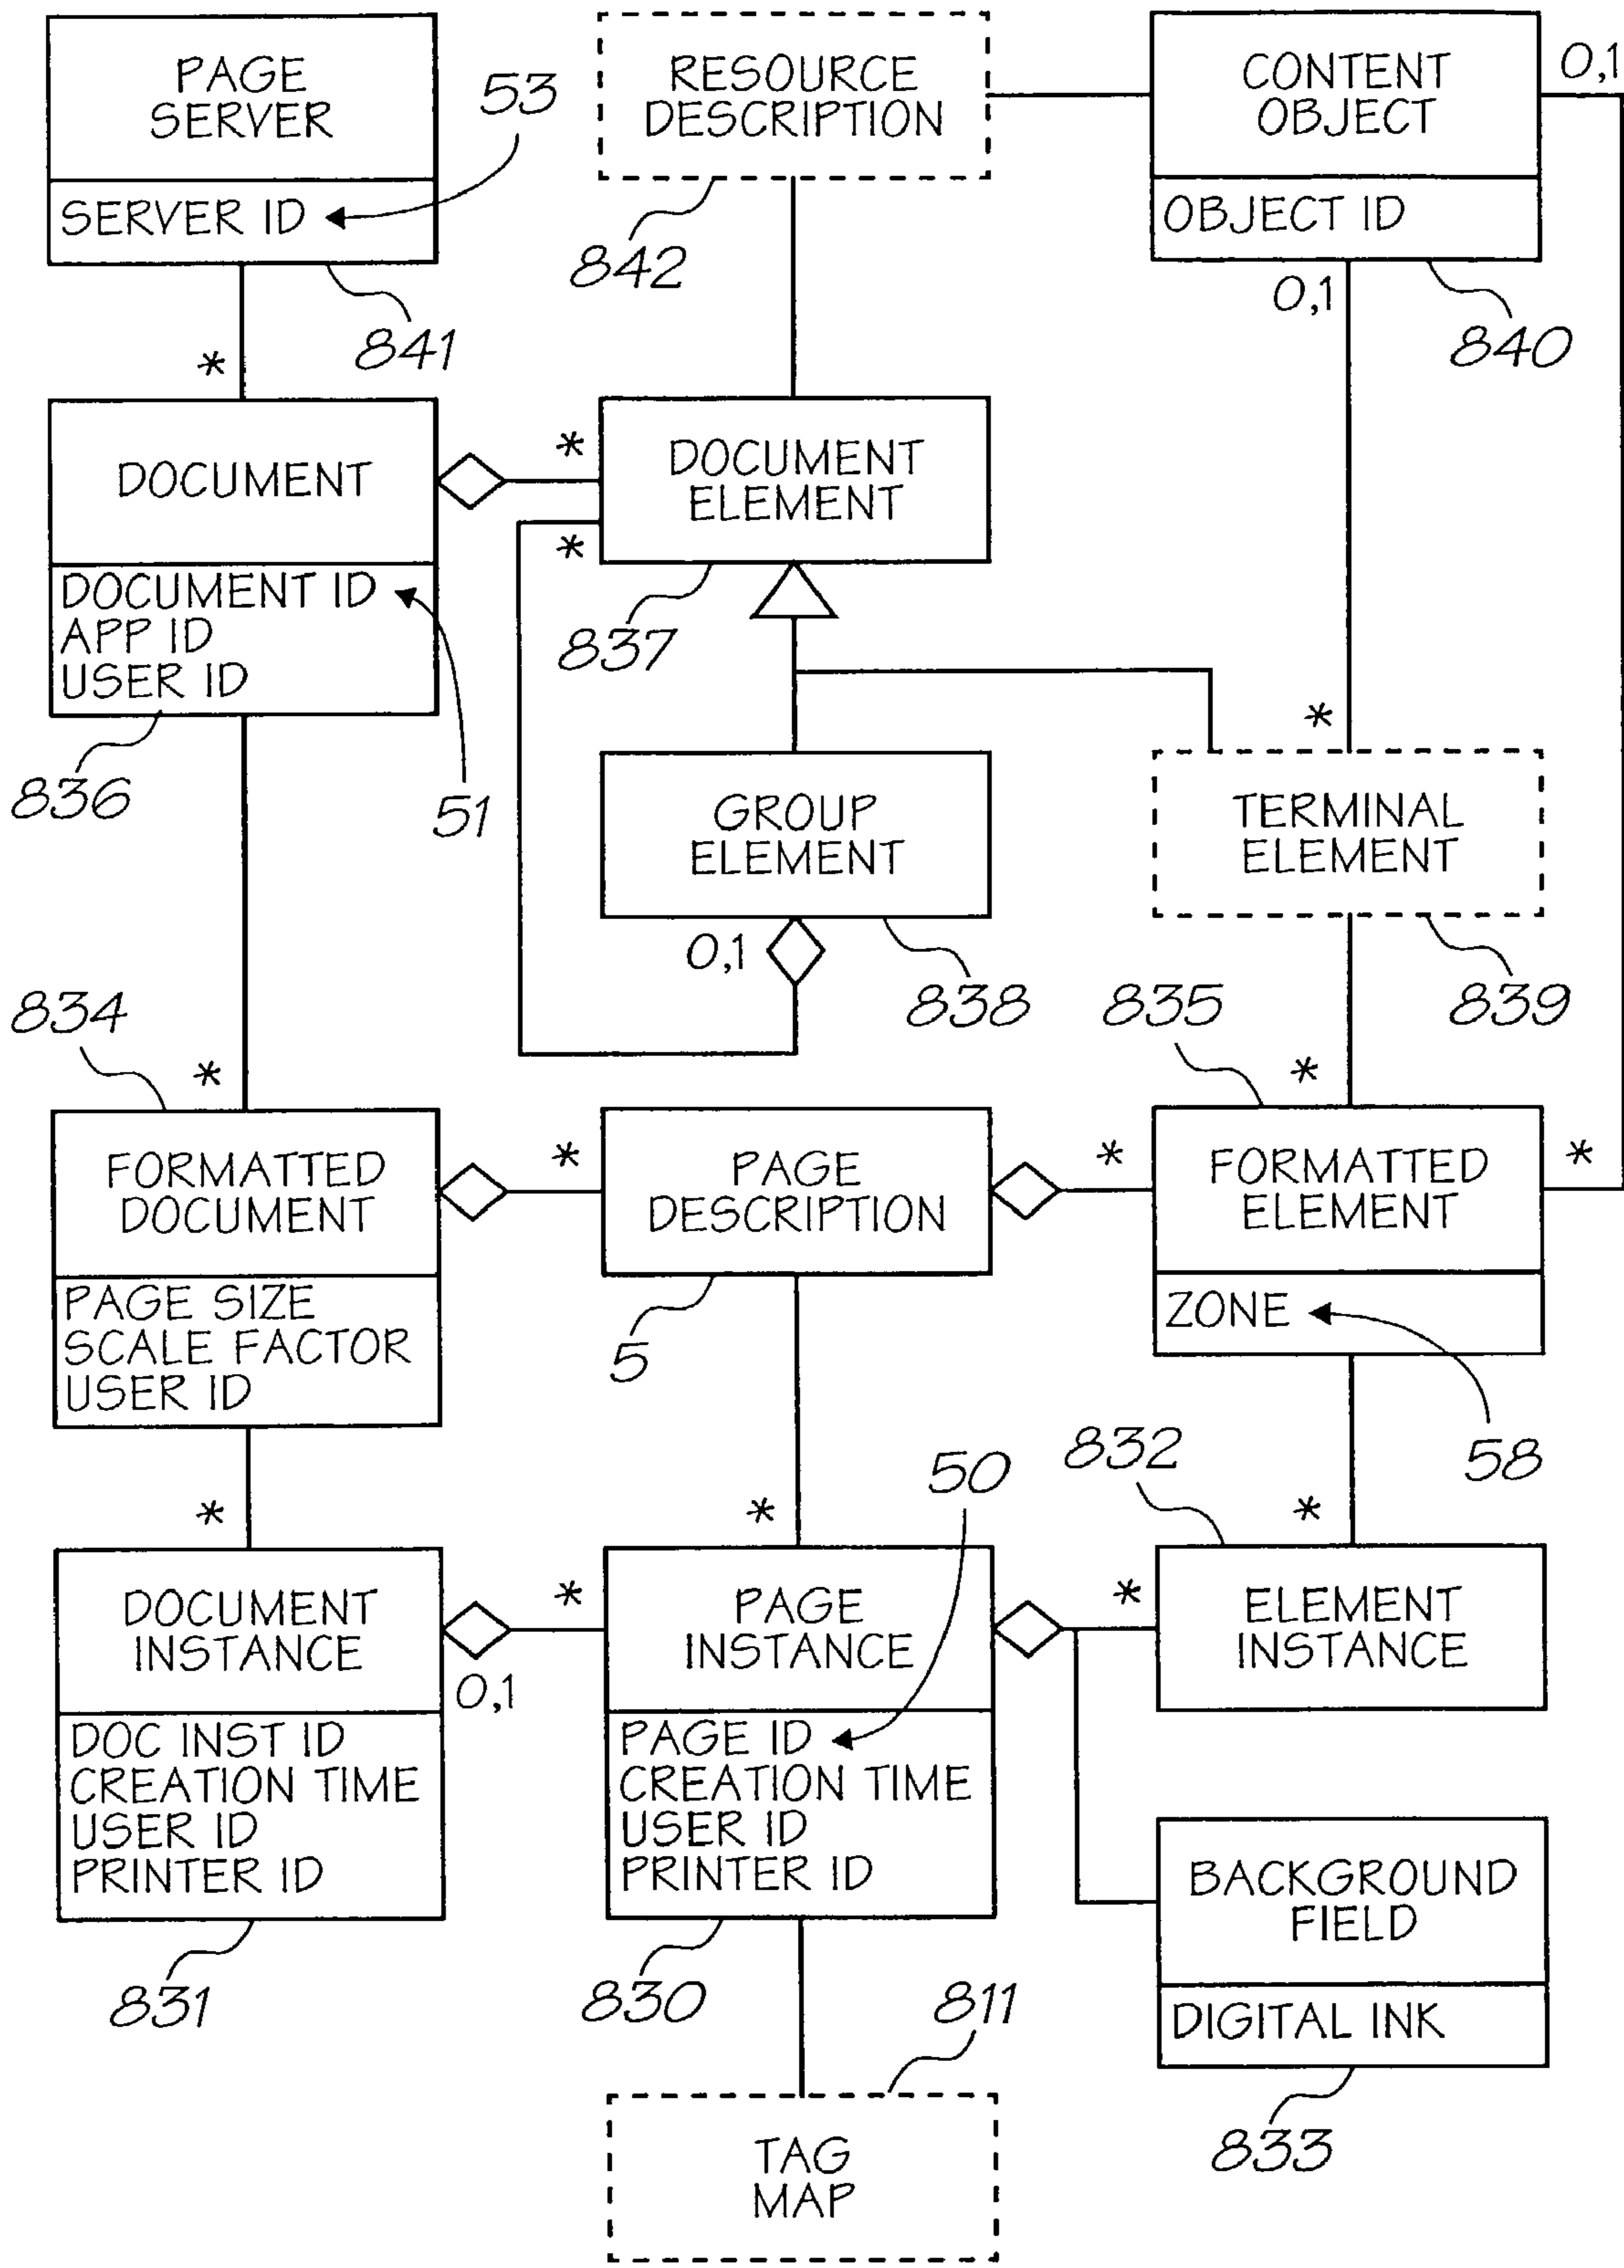 PAGE
SERVER
SERVER ID
53
841
*
RESOURCE
DESCRIPTION
842
CONTENT
OBJECT
OBJECT ID
0,1
0,1
840
DOCUMENT
DOCUMENT ID
APP ID
USER ID
836
51
*
*
DOCUMENT
ELEMENT
837
GROUP
ELEMENT
0,1
838
*
TERMINAL
ELEMENT
839
834
*
FORMATTED
DOCUMENT
PAGE SIZE
SCALE FACTOR
USER ID
*
PAGE
DESCRIPTION
5
835
*
*
*
FORMATTED
ELEMENT
ZONE
58
*
DOCUMENT
INSTANCE
0,1
DOC INST ID
CREATION TIME
USER ID
PRINTER ID
831
50
*
*
PAGE
INSTANCE
PAGE ID
CREATION TIME
USER ID
PRINTER ID
830
832
*
*
ELEMENT
INSTANCE
BACKGROUND
FIELD
DIGITAL INK
833
811
TAG
MAP